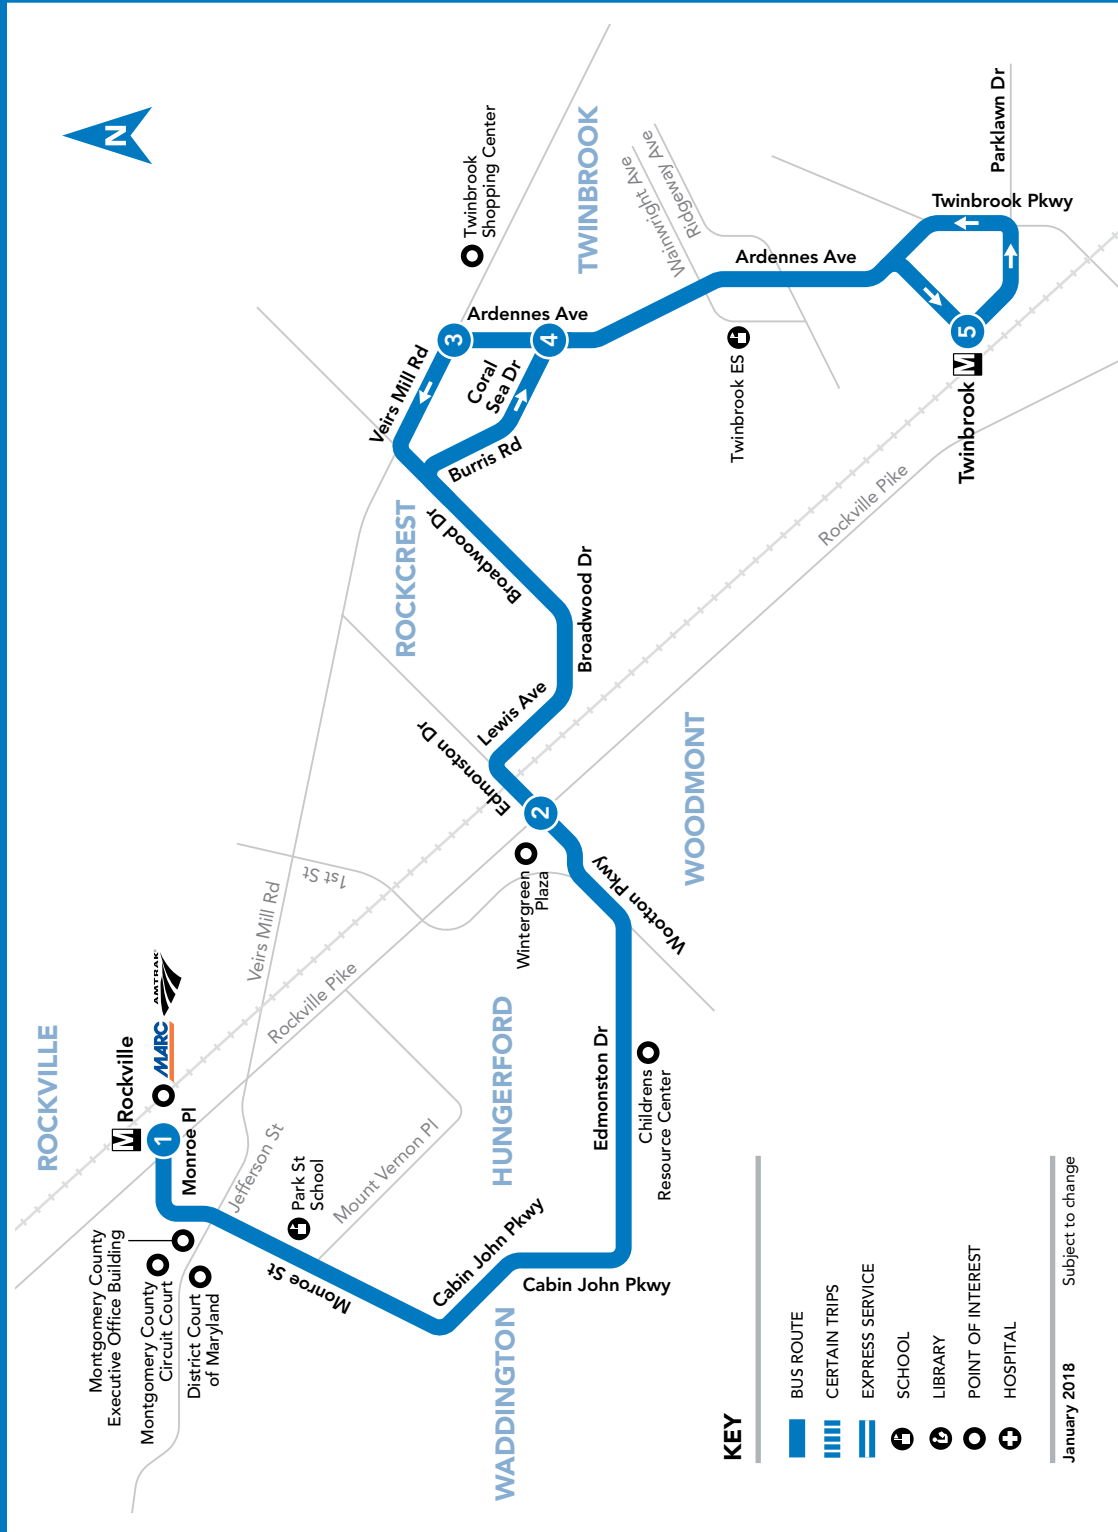 N
ROCKVILLE
Rockville
M
MARC
AMTRAK
1
Monroe Pl
Montgomery County
Executive Office Building
Montgomery County
Circuit Court
District Court
of Maryland
Jefferson St
Park St
School
Monroe St
Mount Vernon Pl
Veirs Mill Rd
Rockville Pike
1st St
WADDINGTON
Cabin John Pkwy
Cabin John Pkwy
HUNGERFORD
Edmonston Dr
Childrens
Resource Center
Wintergreen
Plaza
Wootton Pkwy
2
Edmonston Dr
Lewis Ave
WOODMONT
ROCKCREST
Broadwood Dr
Broadwood Dr
Veirs Mill Rd
Burris Rd
Coral
Sea Dr
3
4
Ardennes Ave
Twinbrook
Shopping Center
TWINBROOK
Wainwright Ave
Ridgeway Ave
Twinbrook ES
Ardennes Ave
Rockville Pike
Twinbrook
M
5
Twinbrook Pkwy
Parklawn Dr
KEY
BUS ROUTE
CERTAIN TRIPS
EXPRESS SERVICE
SCHOOL
LIBRARY
POINT OF INTEREST
HOSPITAL
January 2018
Subject to change